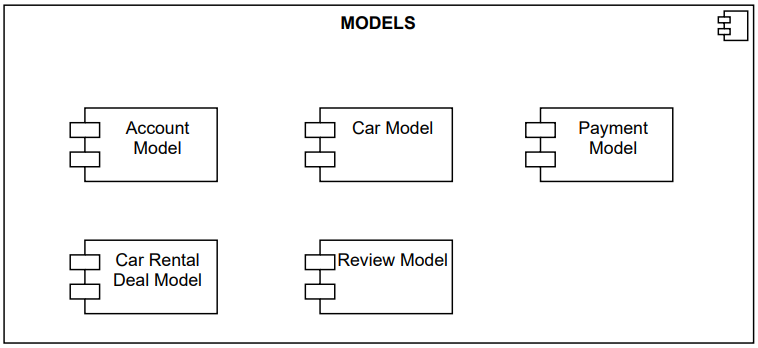 MODELS
Account
Model
Car Model
Payment
Model
Car Rental
Deal Model
Review Model